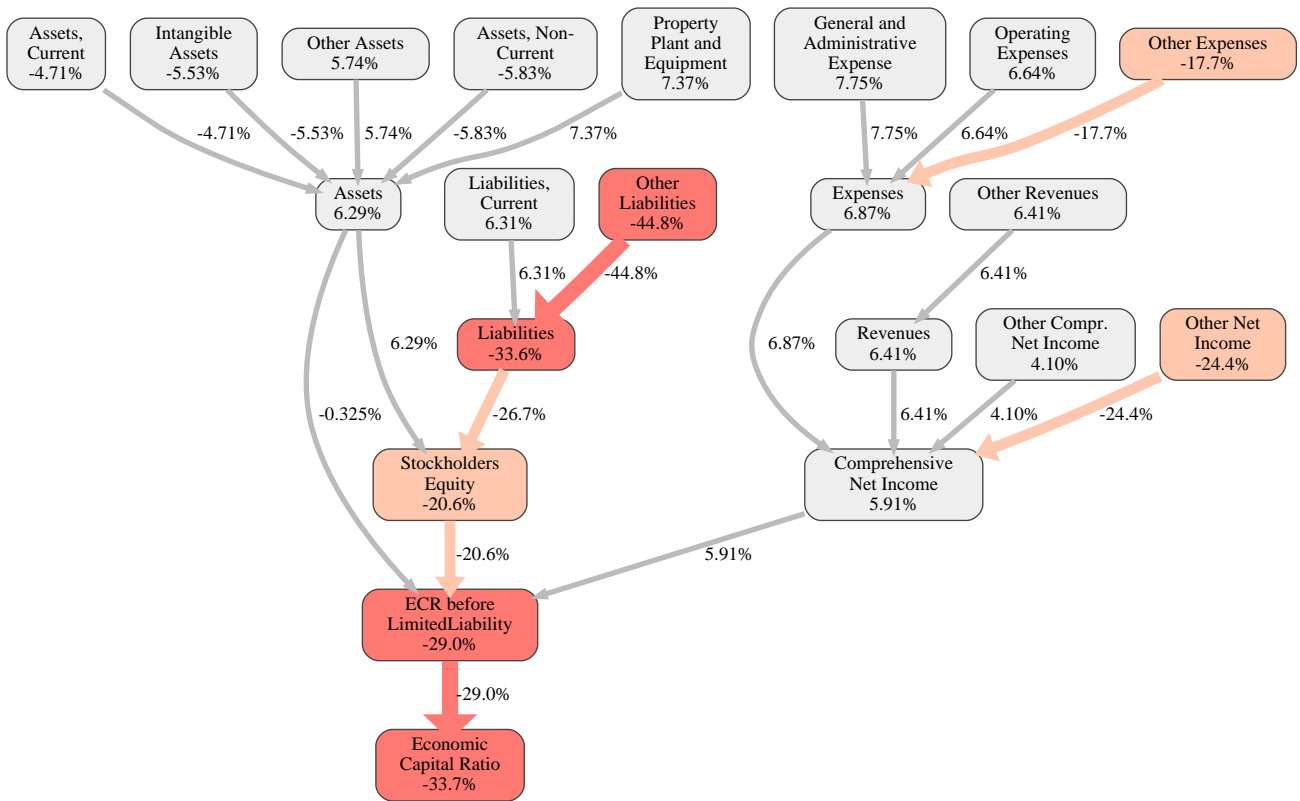 Assets,
Current
-4.71%
Intangible
Assets
-5.53%
Other Assets
5.74%
Assets, Non-
Current
-5.83%
Property
Plant and
Equipment
7.37%
General and
Administrative
Expense
7.75%
Operating
Expenses
6.64%
Other Expenses
-17.7%
-4.71%
-5.53%
5.74%
-5.83%
7.37%
7.75%
6.64%
-17.7%
Assets
6.29%
Liabilities,
Current
6.31%
Other
Liabilities
-44.8%
Expenses
6.87%
Other Revenues
6.41%
6.31%
-44.8%
6.41%
Liabilities
-33.6%
Revenues
6.41%
Other Compr.
Net Income
4.10%
Other Net
Income
-24.4%
6.29%
6.87%
-0.325%
-26.7%
6.41%
4.10%
-24.4%
Stockholders
Equity
-20.6%
Comprehensive
Net Income
5.91%
-20.6%
5.91%
ECR before
LimitedLiability
-29.0%
-29.0%
Economic
Capital Ratio
-33.7%